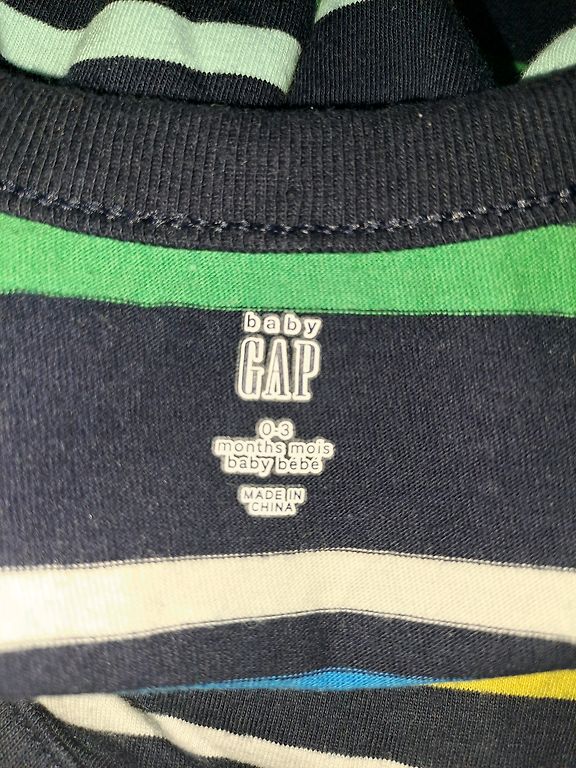 baby
GAP
0-3
months mois
baby bébé
MADE IN
CHINA